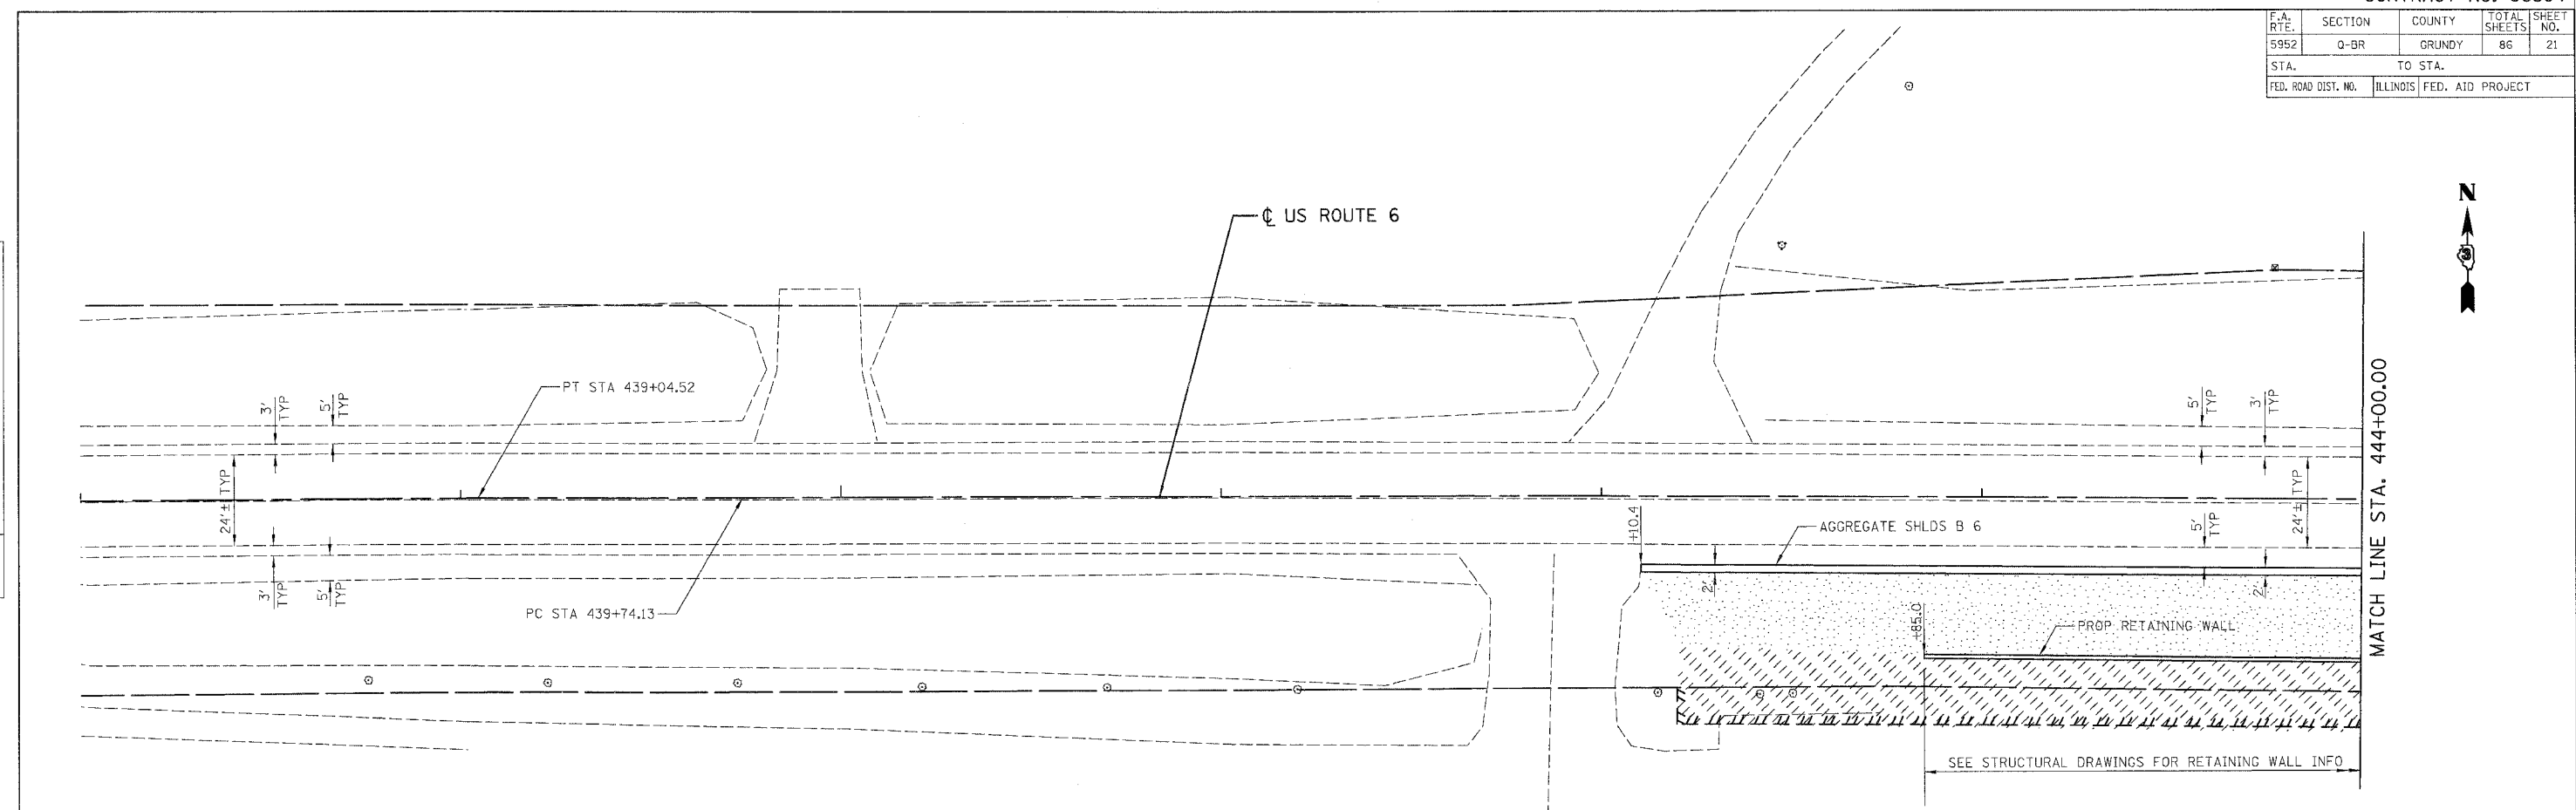 F.A. RTE. SECTION COUNTY TOTAL SHEETS SHEET NO.
5952 Q-BR GRUNDY 86 21
STA. TO STA.
FED. ROAD DIST. NO. ILLINOIS FED. AID PROJECT
N
℄ US ROUTE 6
PT STA 439+04.52
3' TYP
5' TYP
5' TYP
3' TYP
24'± TYP
24'± TYP
MATCH LINE STA. 444+00.00
+10.4
AGGREGATE SHLDS B 6
5' TYP
3' TYP
5' TYP
2'
2'
PC STA 439+74.13
+85.0
PROP RETAINING WALL
SEE STRUCTURAL DRAWINGS FOR RETAINING WALL INFO